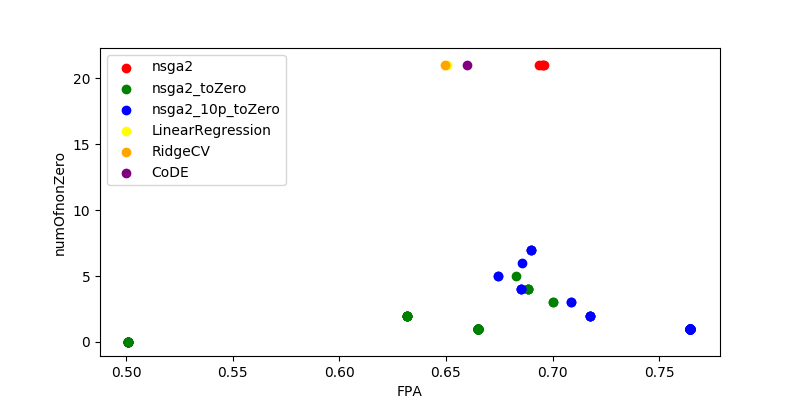 nsga2
nsga2_toZero
nsga2_10p_toZero
LinearRegression
RidgeCV
CoDE
numOfnonZero
20
15
10
5
0
0.50 0.55 0.60 0.65 0.70 0.75
FPA